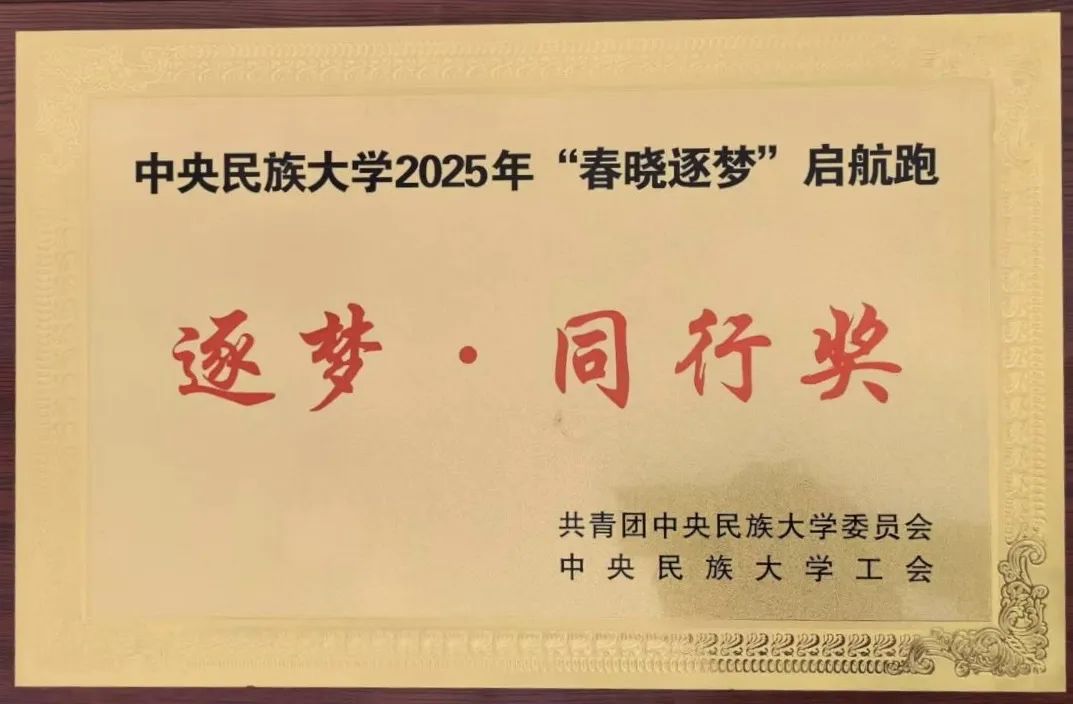 中央民族大学2025年“春晓逐梦”启航跑
逐梦·同行奖
共青团中央民族大学委员会
中央民族大学工会